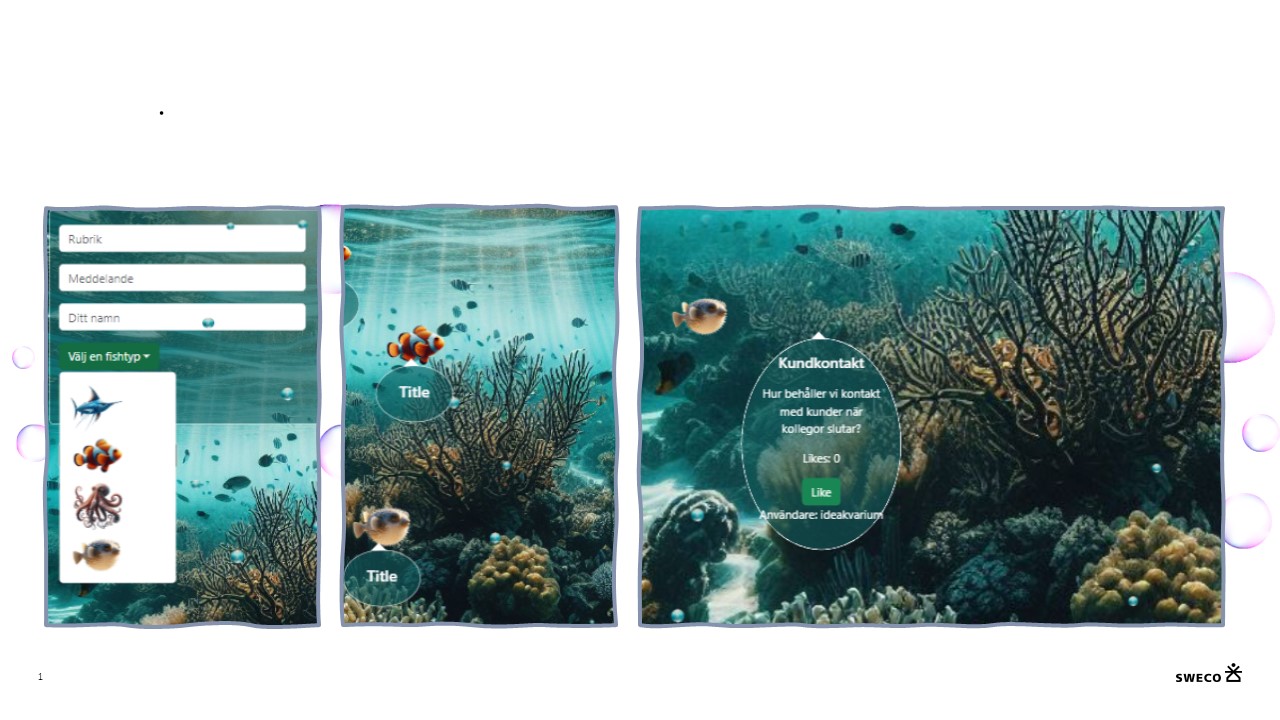 Rubrik
Meddelande
Ditt namn
Välj en fishtyp
Title
Title
Kundkontakt
Hur behåller vi kontakt
med kunder när
kollegor slutar?
Likes: 0
Like
Användare: ideakvarium
1
SWECO